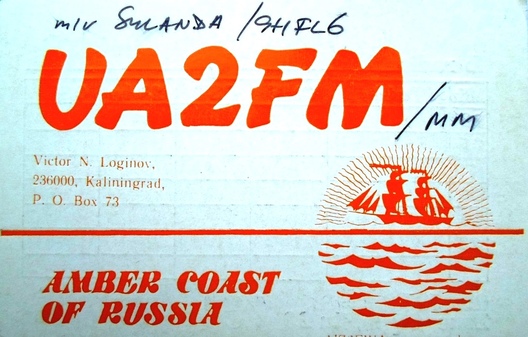 m/v SULANDA /9HFL6
UA2FM /MM
Victor N. Loginov,
236000, Kaliningrad,
P. O. Box 73
AMBER COAST
OF RUSSIA